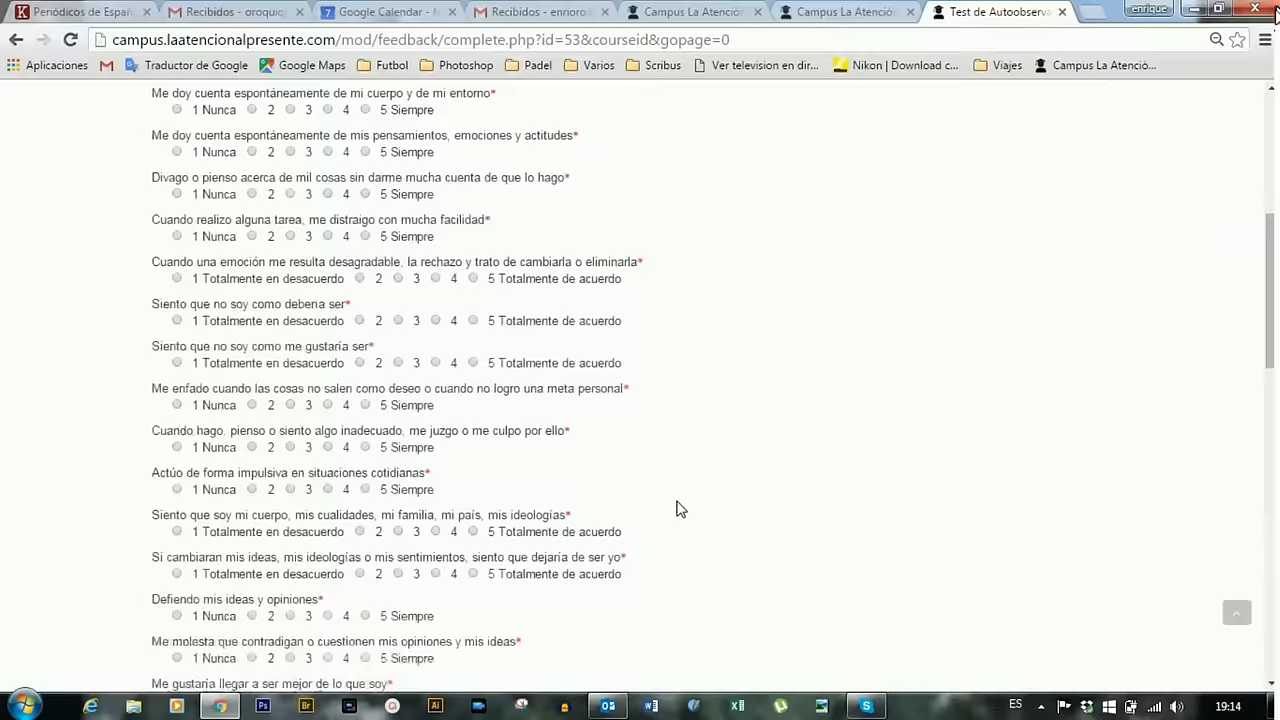 Periódicos de Españ
Recibidos - oroquiq
Google Calendar - M
Recibidos - enrioro
Campus La Atenci
Campus La Atenció
Test de Autoobserva
enrique
campus.laatencionalpresente.com/mod/feedback/complete.php?id=53&courseid&gopage=0
Aplicaciones
Traductor de Google
Google Maps
Futbol
Photoshop
Padel
Varios
Scribus
Ver television en dir...
Nikon | Download c...
Viajes
Campus La Atenció...
Me doy cuenta espontáneamente de mi cuerpo y de mi entorno*
1 Nunca 2 3 4 5 Siempre
Me doy cuenta espontáneamente de mis pensamientos, emociones y actitudes*
1 Nunca 2 3 4 5 Siempre
Divago o pienso acerca de mil cosas sin darme mucha cuenta de que lo hago*
1 Nunca 2 3 4 5 Siempre
Cuando realizo alguna tarea, me distraigo con mucha facilidad*
1 Nunca 2 3 4 5 Siempre
Cuando una emoción me resulta desagradable, la rechazo y trato de cambiarla o eliminarla*
1 Totalmente en desacuerdo 2 3 4 5 Totalmente de acuerdo
Siento que no soy como debería ser*
1 Totalmente en desacuerdo 2 3 4 5 Totalmente de acuerdo
Siento que no soy como me gustaría ser*
1 Totalmente en desacuerdo 2 3 4 5 Totalmente de acuerdo
Me enfado cuando las cosas no salen como deseo o cuando no logro una meta personal*
1 Nunca 2 3 4 5 Siempre
Cuando hago, pienso o siento algo inadecuado, me juzgo o me culpo por ello*
1 Nunca 2 3 4 5 Siempre
Actúo de forma impulsiva en situaciones cotidianas*
1 Nunca 2 3 4 5 Siempre
Siento que soy mi cuerpo, mis cualidades, mi familia, mi país, mis ideologías*
1 Totalmente en desacuerdo 2 3 4 5 Totalmente de acuerdo
Si cambiaran mis ideas, mis ideologías o mis sentimientos, siento que dejaría de ser yo*
1 Totalmente en desacuerdo 2 3 4 5 Totalmente de acuerdo
Defiendo mis ideas y opiniones*
1 Nunca 2 3 4 5 Siempre
Me molesta que contradigan o cuestionen mis opiniones y mis ideas*
1 Nunca 2 3 4 5 Siempre
Me gustaría llegar a ser mejor de lo que soy*
ES
19:14